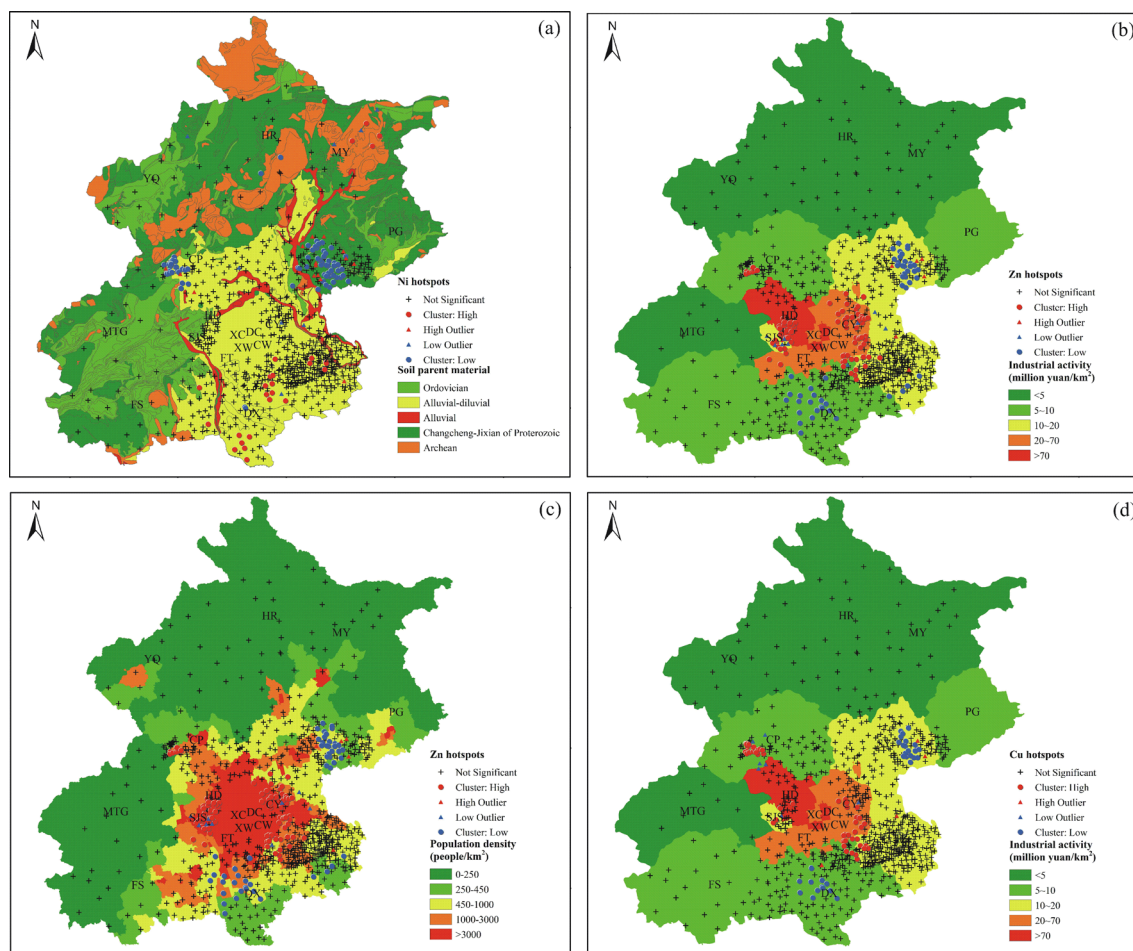 N
(a)
HR
MY
YQ
PG
MTG
HD
SJS
XC DC
CY
XW CW
FT
FS
DX
Ni hotspots
Not Significant
Cluster: High
High Outlier
Low Outlier
Cluster: Low
Soil parent material
Ordovician
Alluvial-diluvial
Alluvial
Changcheng-Jixian of Proterozoic
Archean
N
(b)
HR
MY
YQ
PG
CP
MTG
HD
SJS
XC DC
CY
XW CW
FT
FS
DX
Zn hotspots
Not Significant
Cluster: High
High Outlier
Low Outlier
Cluster: Low
Industrial activity
(million yuan/km²)
<5
5~10
10~20
20~70
>70
N
(c)
HR
MY
YQ
PG
CP
MTG
HD
SJS
XC DC
CY
XW CW
FT
FS
DX
Zn hotspots
Not Significant
Cluster: High
High Outlier
Low Outlier
Cluster: Low
Population density
(people/km²)
0-250
250-450
450-1000
1000-3000
>3000
N
(d)
HR
MY
YQ
PG
CP
MTG
HD
SJS
XC DC
CY
XW CW
FT
FS
DX
Cu hotspots
Not Significant
Cluster: High
High Outlier
Low Outlier
Cluster: Low
Industrial activity
(million yuan/km²)
<5
5~10
10~20
20~70
>70